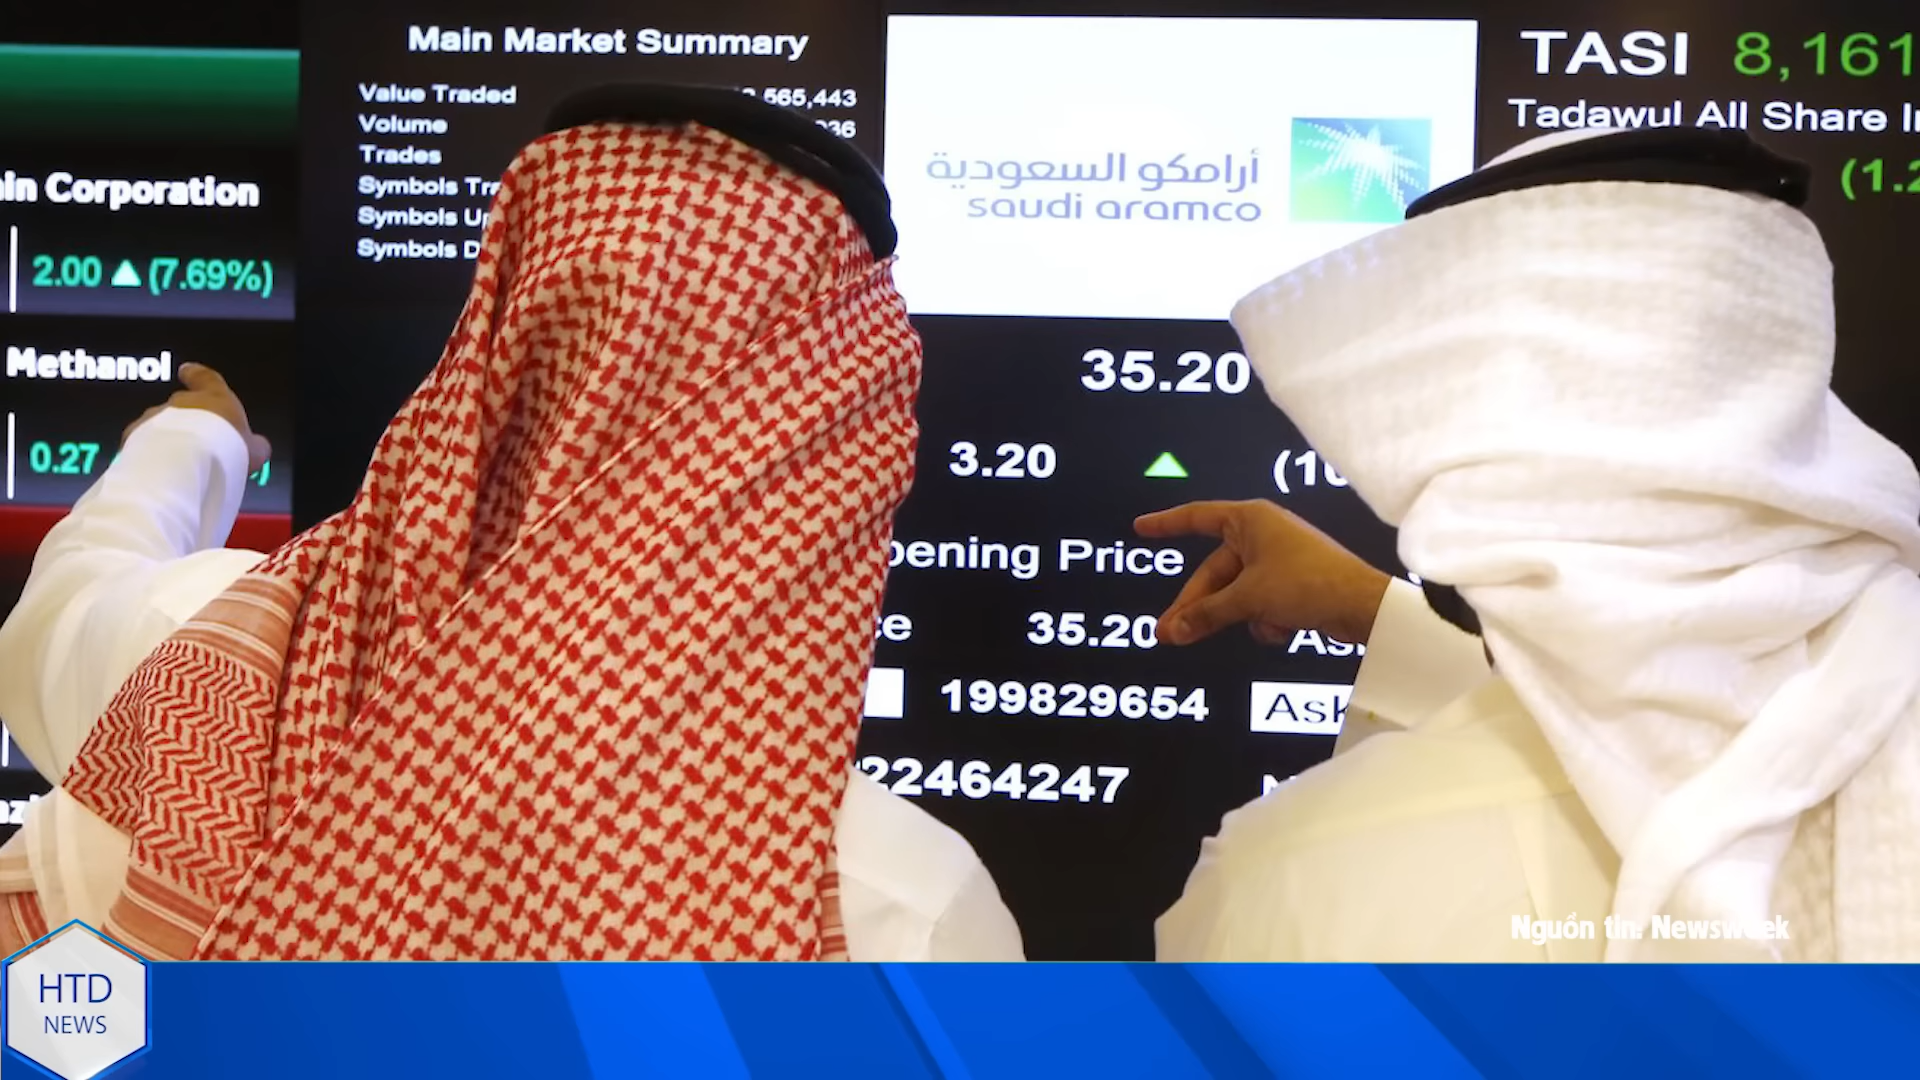 Main Market Summary
Value Traded 565,443
Volume 36
Trades
Symbols
Symbols
Symbols
Corporation
2.00 ▲ (7.69%)
Methanol
0.27
أرامكو السعودية
saudi aramco
TASI 8,161
Tadawul All Share
35.20
3.20 ▲
Price
35.20
199829654 Ask
22464247
Nguồn tin: Newsweek
HTD
NEWS